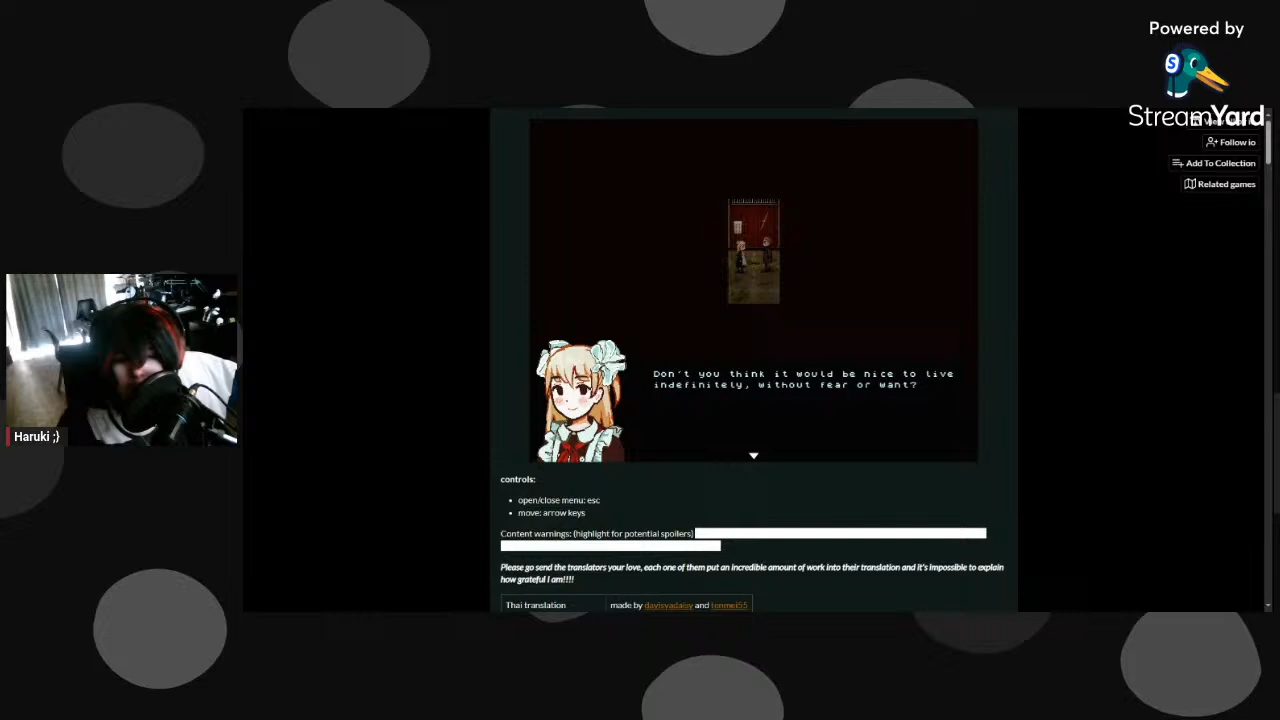 Powered by
StreamYard
Follow io
Add To Collection
Related games
Don't you think it would be nice to live
indefinitely, without fear or want?
Haruki ;}
controls:
open/close menu: esc
move: arrow keys
Content warnings: (highlight for potential spoilers)
Please go send the translators your love, each one of them put an incredible amount of work into their translation and it's impossible to explain
how grateful I am!!!!
Thai translation made by dayisyadaisy and tonmei55